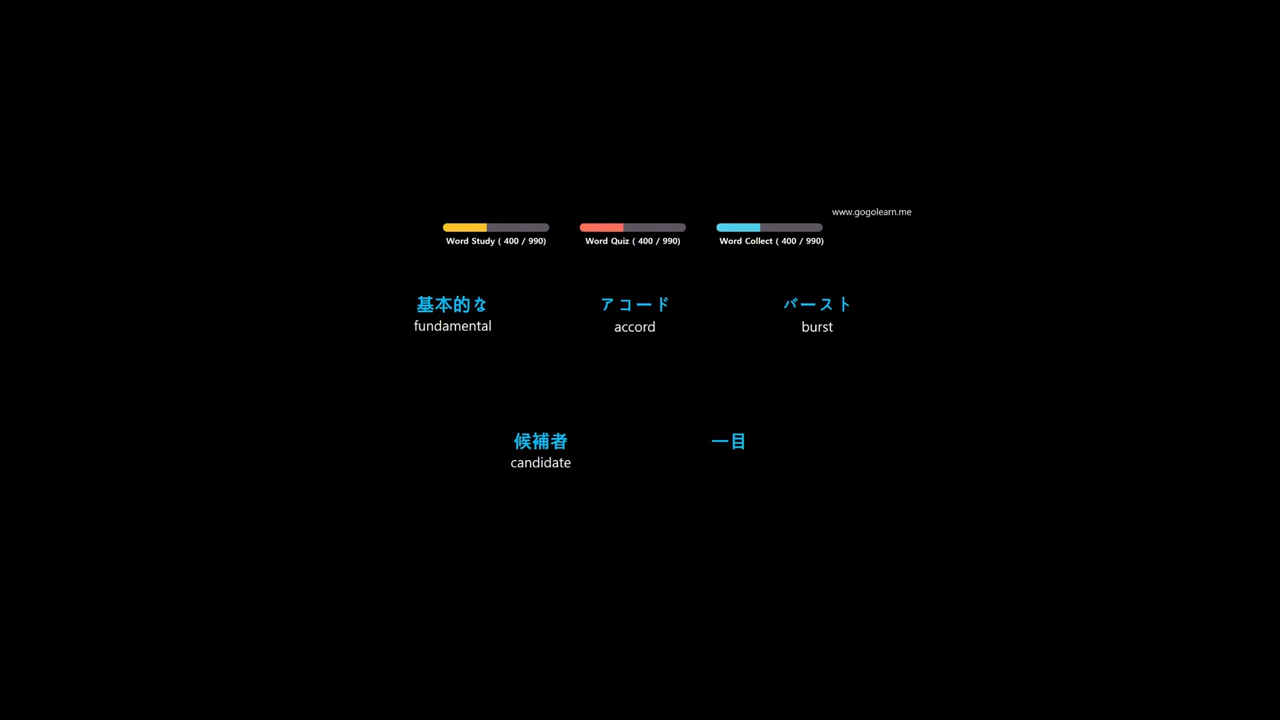 www.gogolearn.me
Word Study ( 400 / 990)
Word Quiz ( 400 / 990)
Word Collect ( 400 / 990)
基本的な
fundamental
アコード
accord
バースト
burst
候補者
candidate
一目